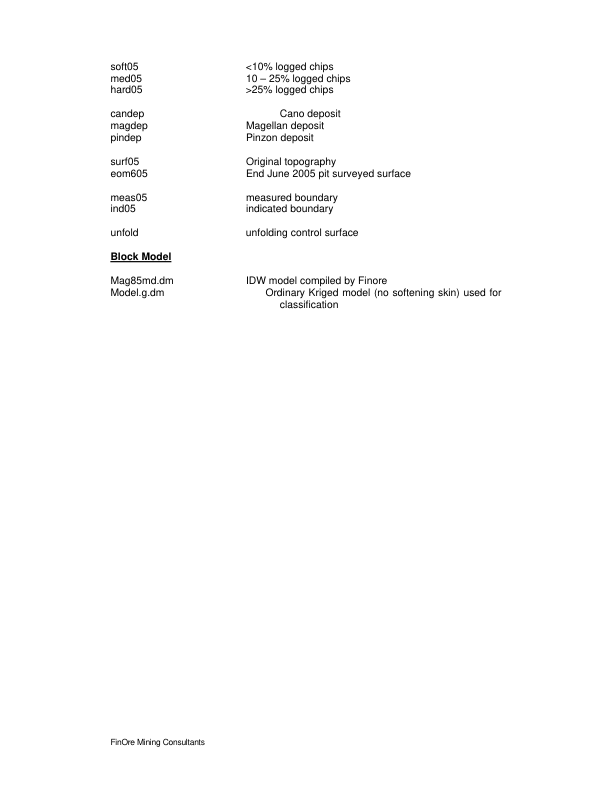 soft05 <10% logged chips
med05 10 – 25% logged chips
hard05 >25% logged chips
candep Cano deposit
magdep Magellan deposit
pindep Pinzon deposit
surf05 Original topography
eom605 End June 2005 pit surveyed surface
meas05 measured boundary
ind05 indicated boundary
unfold unfolding control surface
Block Model
Mag85md.dm IDW model compiled by Finore
Model.g.dm Ordinary Kriged model (no softening skin) used for
classification
FinOre Mining Consultants